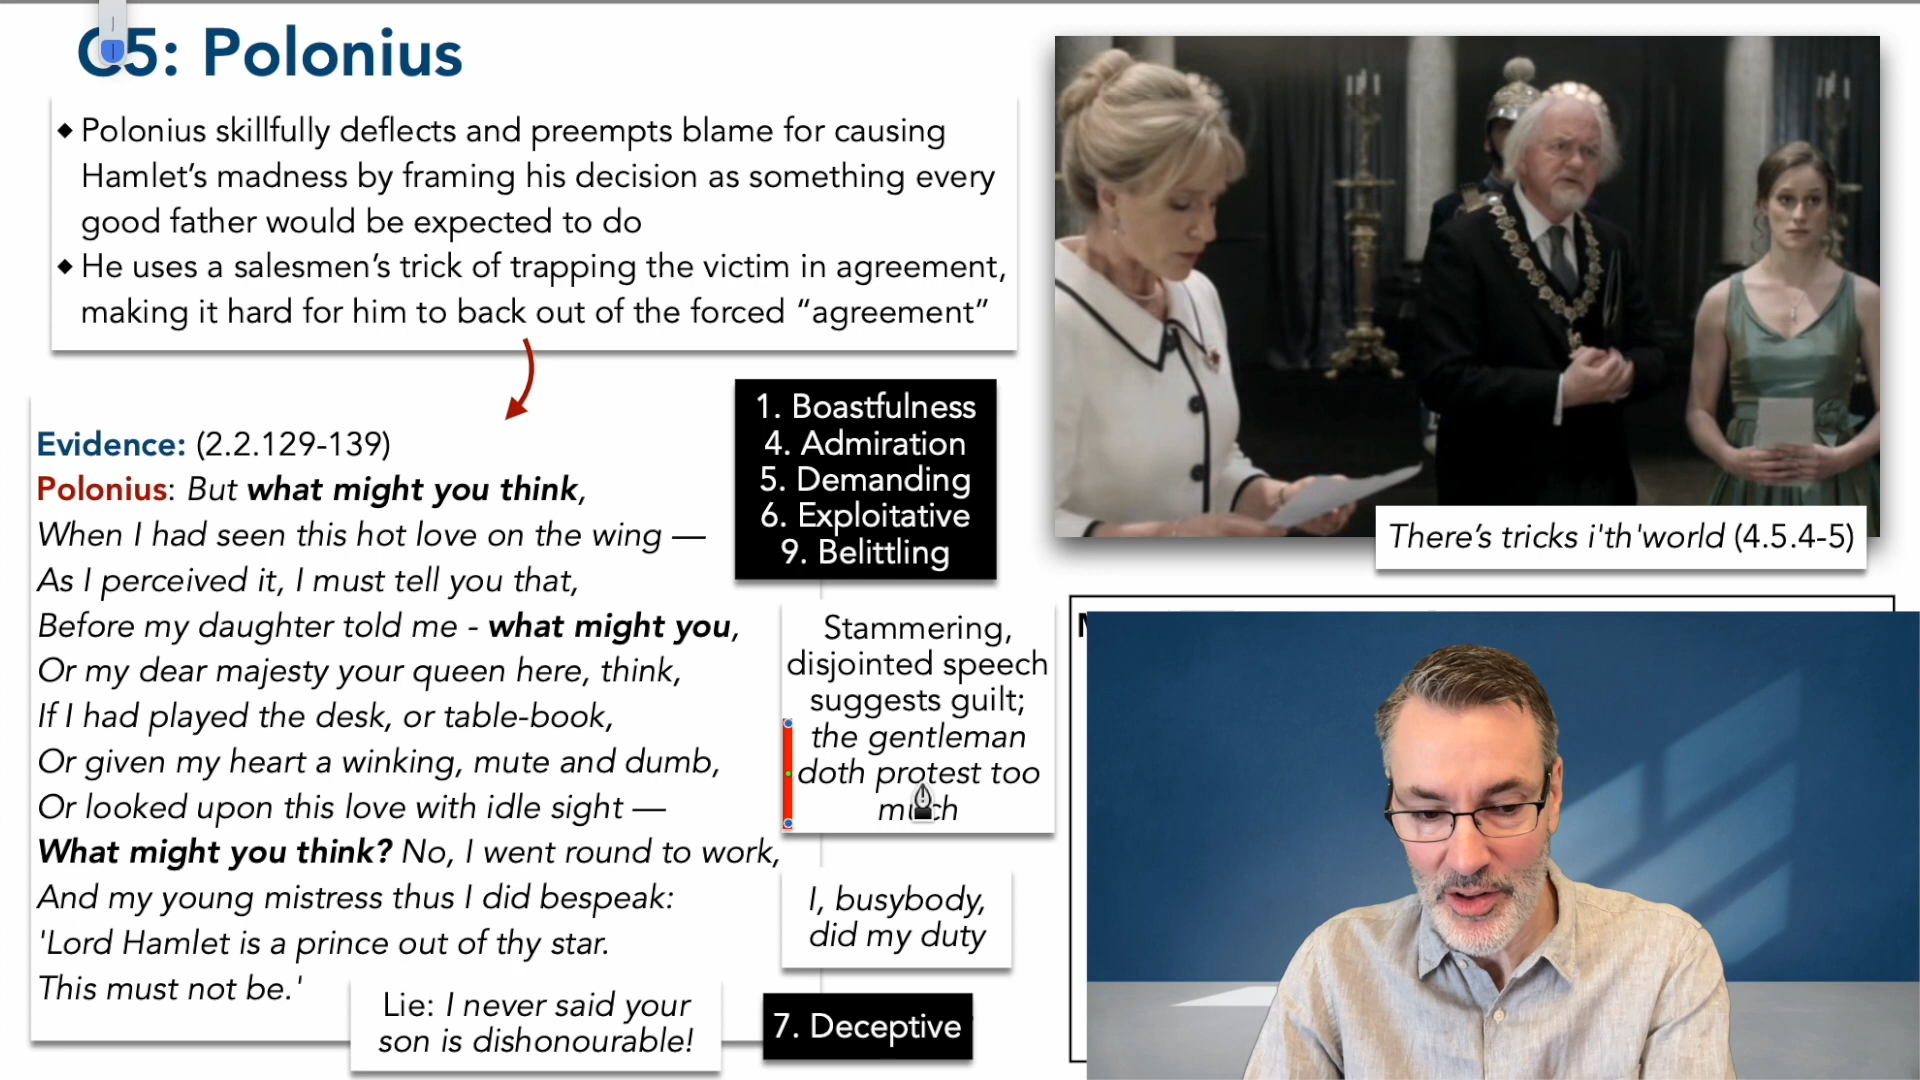 C5: Polonius
◆ Polonius skillfully deflects and preempts blame for causing
Hamlet's madness by framing his decision as something every
good father would be expected to do
◆ He uses a salesmen's trick of trapping the victim in agreement,
making it hard for him to back out of the forced “agreement”
Evidence: (2.2.129-139)
Polonius: But what might you think,
When I had seen this hot love on the wing —
As I perceived it, I must tell you that,
Before my daughter told me - what might you,
Or my dear majesty your queen here, think,
If I had played the desk, or table-book,
Or given my heart a winking, mute and dumb,
Or looked upon this love with idle sight —
What might you think? No, I went round to work,
And my young mistress thus I did bespeak:
'Lord Hamlet is a prince out of thy star.
This must not be.'
Lie: I never said your
son is dishonourable!
1. Boastfulness
4. Admiration
5. Demanding
6. Exploitative
9. Belittling
Stammering,
disjointed speech
suggests guilt;
the gentleman
doth protest too
much
I, busybody,
did my duty
7. Deceptive
There's tricks i'th'world (4.5.4-5)